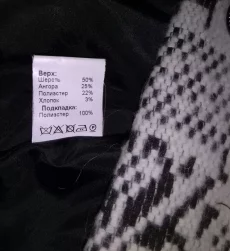 Верх:
Шерсть 50%
Ангора 25%
Полиэстер 22%
Хлопок 3%
Подкладка:
Полиэстер 100%